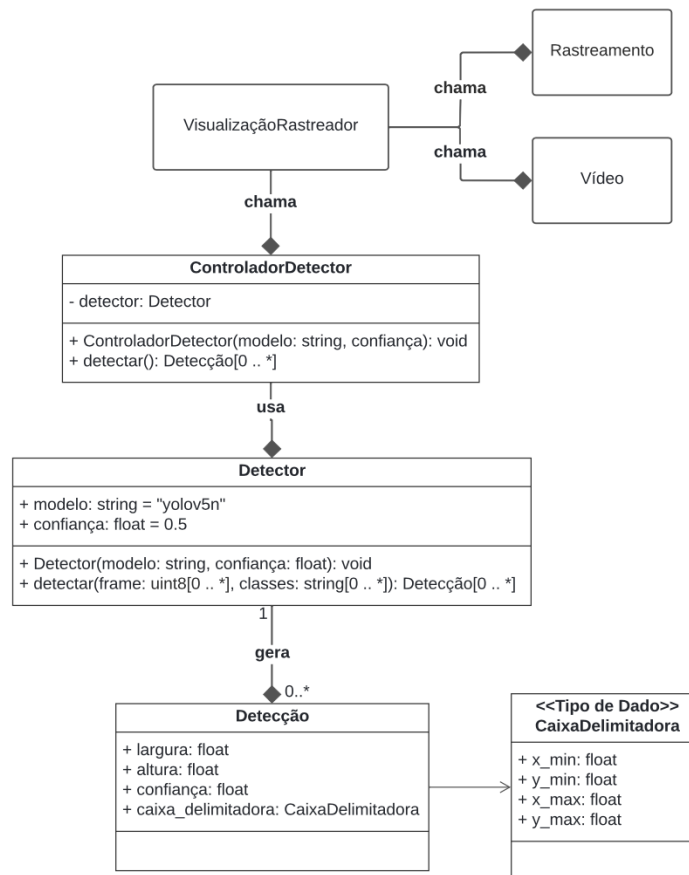 Rastreamento
chama
VisualizaçãoRastreador
chama
Vídeo
chama
ControladorDetector
- detector: Detector
+ ControladorDetector(modelo: string, confiança): void
+ detectar(): Detecção[0 .. *]
usa
Detector
+ modelo: string = "yolov5n"
+ confiança: float = 0.5
+ Detector(modelo: string, confiança: float): void
+ detectar(frame: uint8[0 .. *], classes: string[0 .. *]): Detecção[0 .. *]
1
gera
0..*
Detecção
+ largura: float
+ altura: float
+ confiança: float
+ caixa_delimitadora: CaixaDelimitadora
<<Tipo de Dado>>
CaixaDelimitadora
+ x_min: float
+ y_min: float
+ x_max: float
+ y_max: float